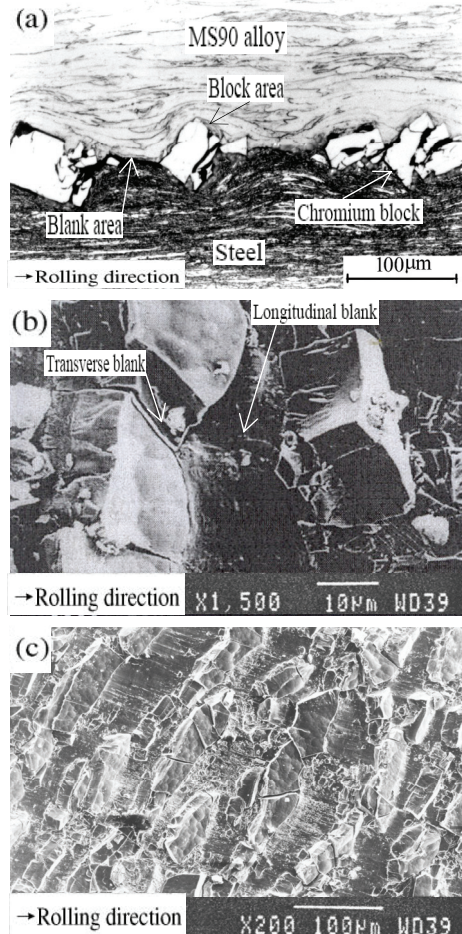 (a)
MS90 alloy
Block area
Blank area
Chromium block
Steel
→Rolling direction
100μm
(b)
Longitudinal blank
Transverse blank
→Rolling direction
X1,500 10μm WD39
(c)
→Rolling direction
X200 100μm WD39